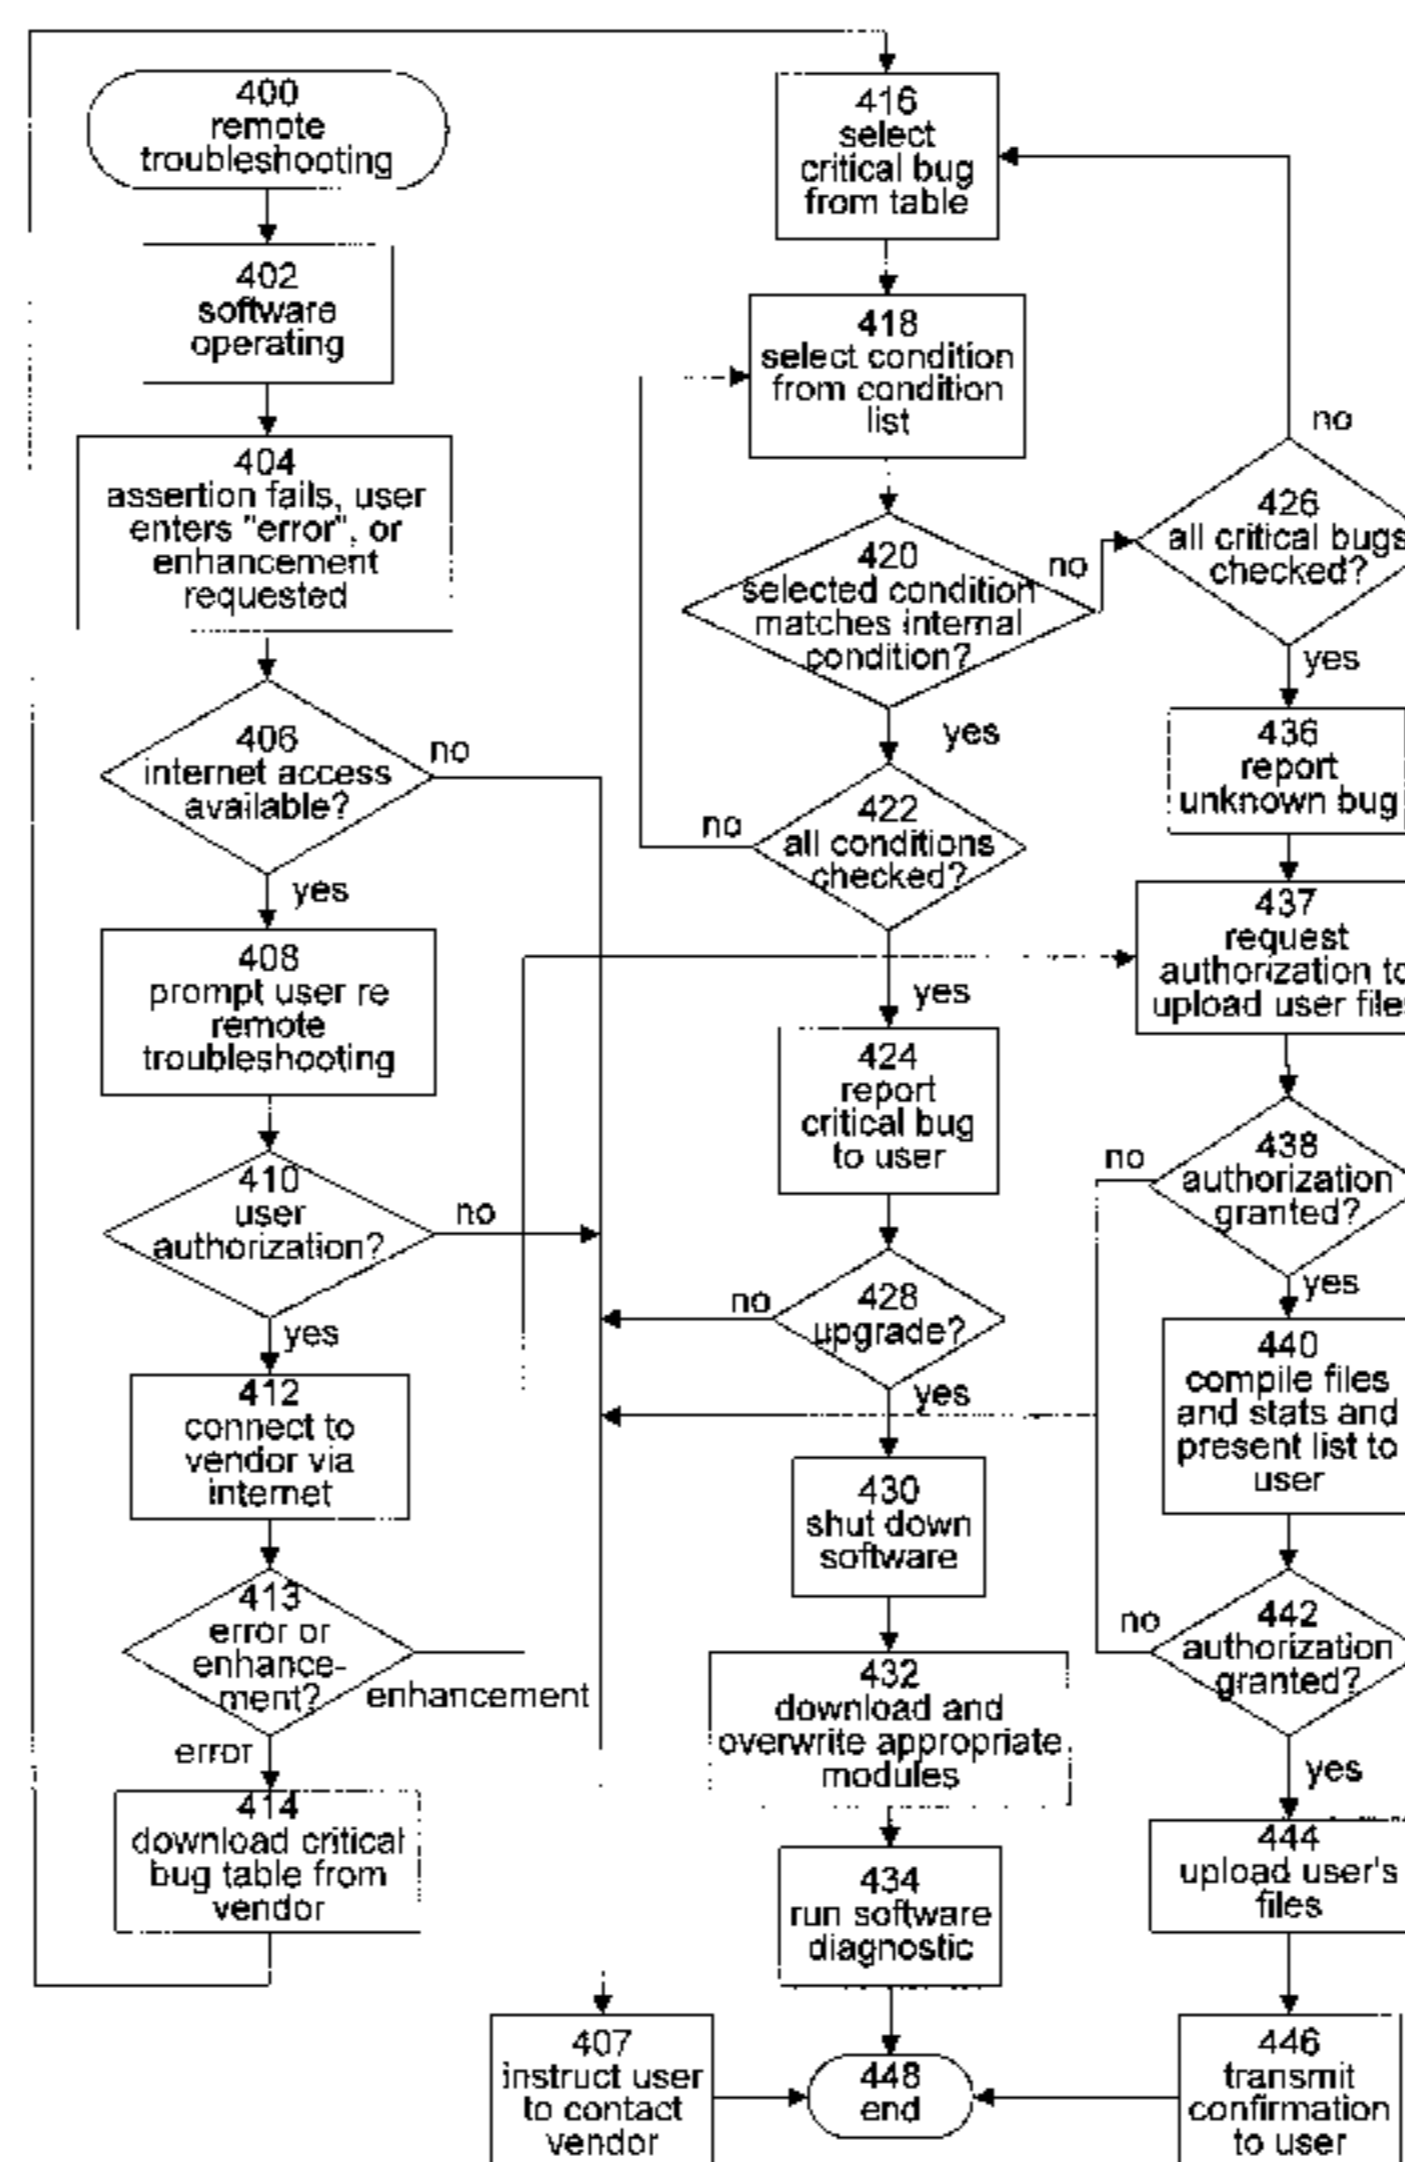 400
remote
troubleshooting
402
software
operating
404
assertion fails, user
enters "error", or
enhancement
requested
406
internet access
available?
no
yes
408
prompt user re
remote
troubleshooting
410
user
authorization?
no
yes
412
connect to
vendor via
internet
413
error or
enhance-
ment?
enhancement
error
414
download critical
bug table from
vendor
407
instruct user
to contact
vendor
416
select
critical bug
from table
418
select condition
from condition
list
420
selected condition
matches internal
condition?
no
yes
422
all conditions
checked?
no
yes
424
report
critical bug
to user
428
upgrade?
no
yes
430
shut down
software
432
download and
overwrite appropriate
modules
434
run software
diagnostic
448
end
no
426
all critical bugs
checked?
yes
436
report
unknown bug
437
request
authorization to
upload user files
438
authorization
granted?
no
yes
440
compile files
and stats and
present list to
user
442
authorization
granted?
no
yes
444
upload user's
files
446
transmit
confirmation
to user